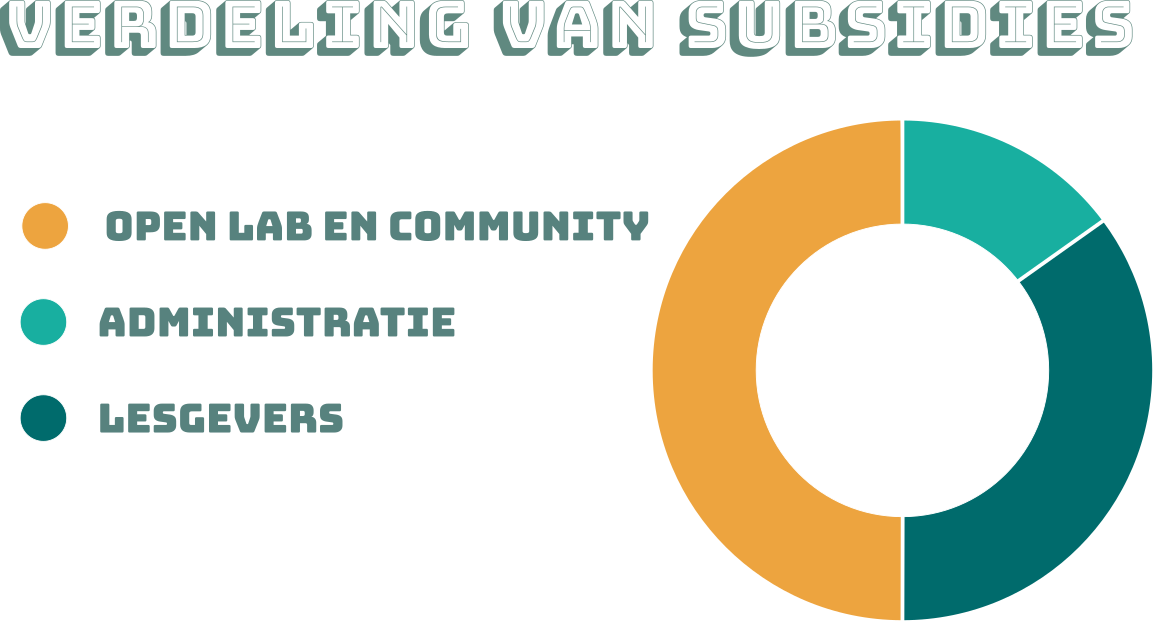 VERDELING VAN SUBSIDIES
OPEN LAB EN COMMUNITY
ADMINISTRATIE
LESGEVERS